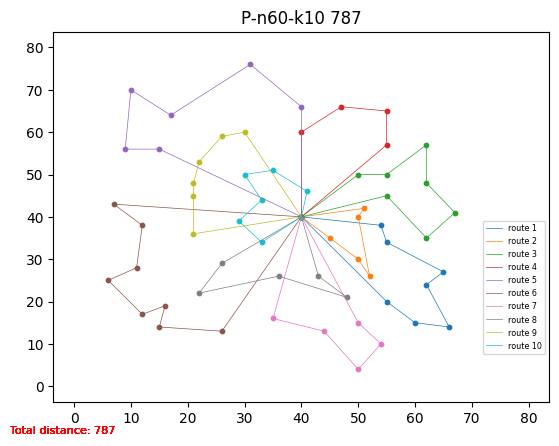 P-n60-k10 787
80
70
60
50
40
30
20
10
0
0 10 20 30 40 50 60 70 80
route 1
route 2
route 3
route 4
route 5
route 6
route 7
route 8
route 9
route 10
Total distance: 787